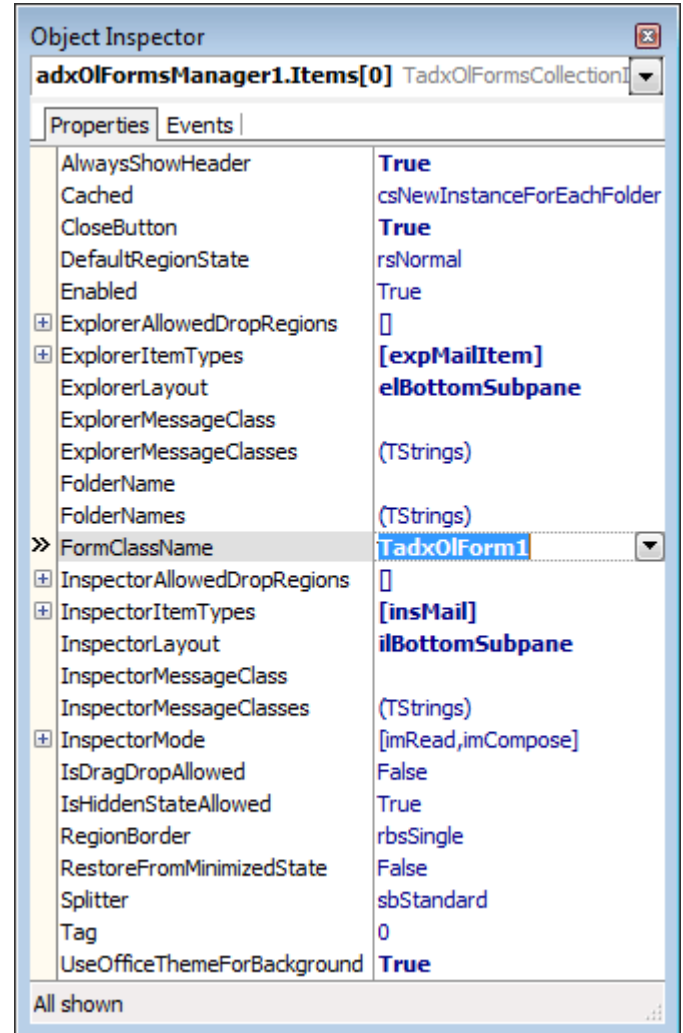 Object Inspector
adxOlFormsManager1.Items[0] TadxOlFormsCollectionI
Properties Events
AlwaysShowHeader True
Cached csNewInstanceForEachFolder
CloseButton True
DefaultRegionState rsNormal
Enabled True
ExplorerAllowedDropRegions []
ExplorerItemTypes [expMailItem]
ExplorerLayout elBottomSubpane
ExplorerMessageClass
ExplorerMessageClasses (TStrings)
FolderName
FolderNames (TStrings)
FormClassName TadxOlForm1
InspectorAllowedDropRegions []
InspectorItemTypes [insMail]
InspectorLayout ilBottomSubpane
InspectorMessageClass
InspectorMessageClasses (TStrings)
InspectorMode [imRead,imCompose]
IsDragDropAllowed False
IsHiddenStateAllowed True
RegionBorder rbsSingle
RestoreFromMinimizedState False
Splitter sbStandard
Tag 0
UseOfficeThemeForBackground True
All shown